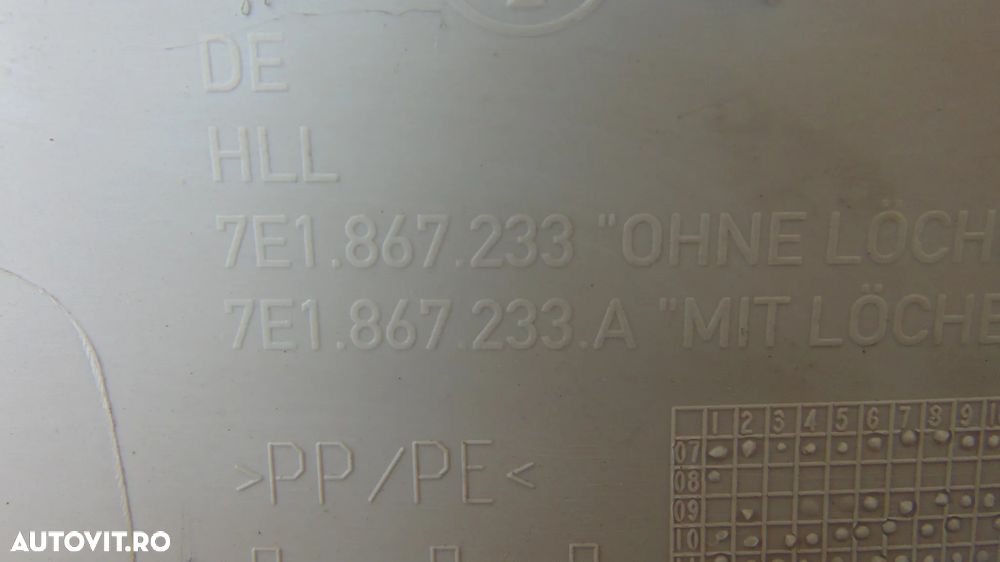 DE
HLL
7E1.867.233 "OHNE LÖCH
7E1.867.233.A "MIT LÖCHE
>PP/PE<
1 2 3 4 5 6 7 8 9
07
08
09
10
AUTOVIT.RO